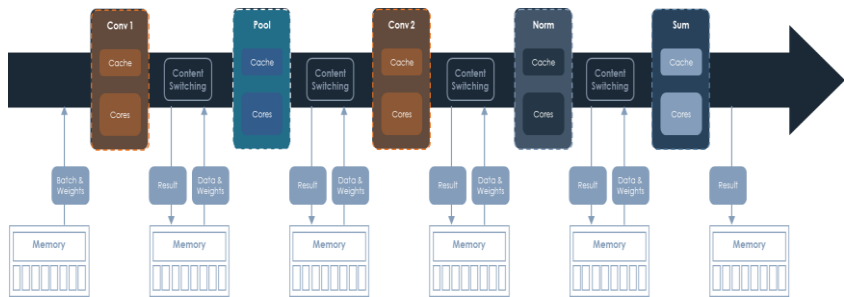 Conv 1
Pool
Conv 2
Norm
Sum
Cache
Content
Switching
Cache
Content
Switching
Cache
Content
Switching
Cache
Content
Switching
Cache
Cores
Cores
Cores
Cores
Cores
Batch &
Weights
Result
Data &
Weights
Result
Data &
Weights
Result
Data &
Weights
Result
Data &
Weights
Result
Memory
Memory
Memory
Memory
Memory
Memory